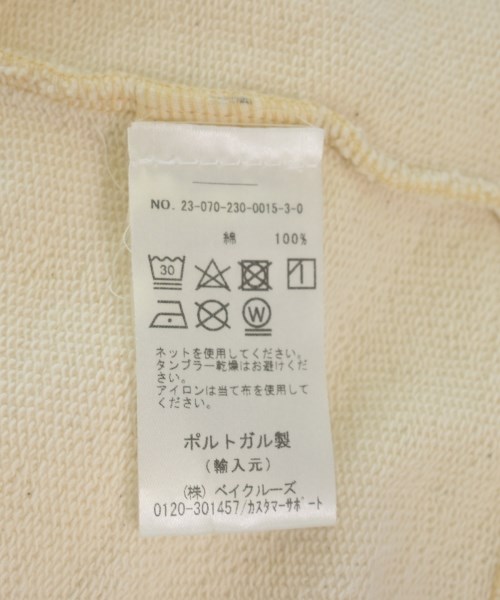 NO. 23-070-230-0015-3-0
綿 100%
30
W
ネットを使用してください。
タンブラー乾燥はお避けくだ
さい。
アイロンは当て布を使用して
ください。
ポルトガル製
(輸入元)
(株) ベイクルーズ
0120-301457/カスタマーサポート